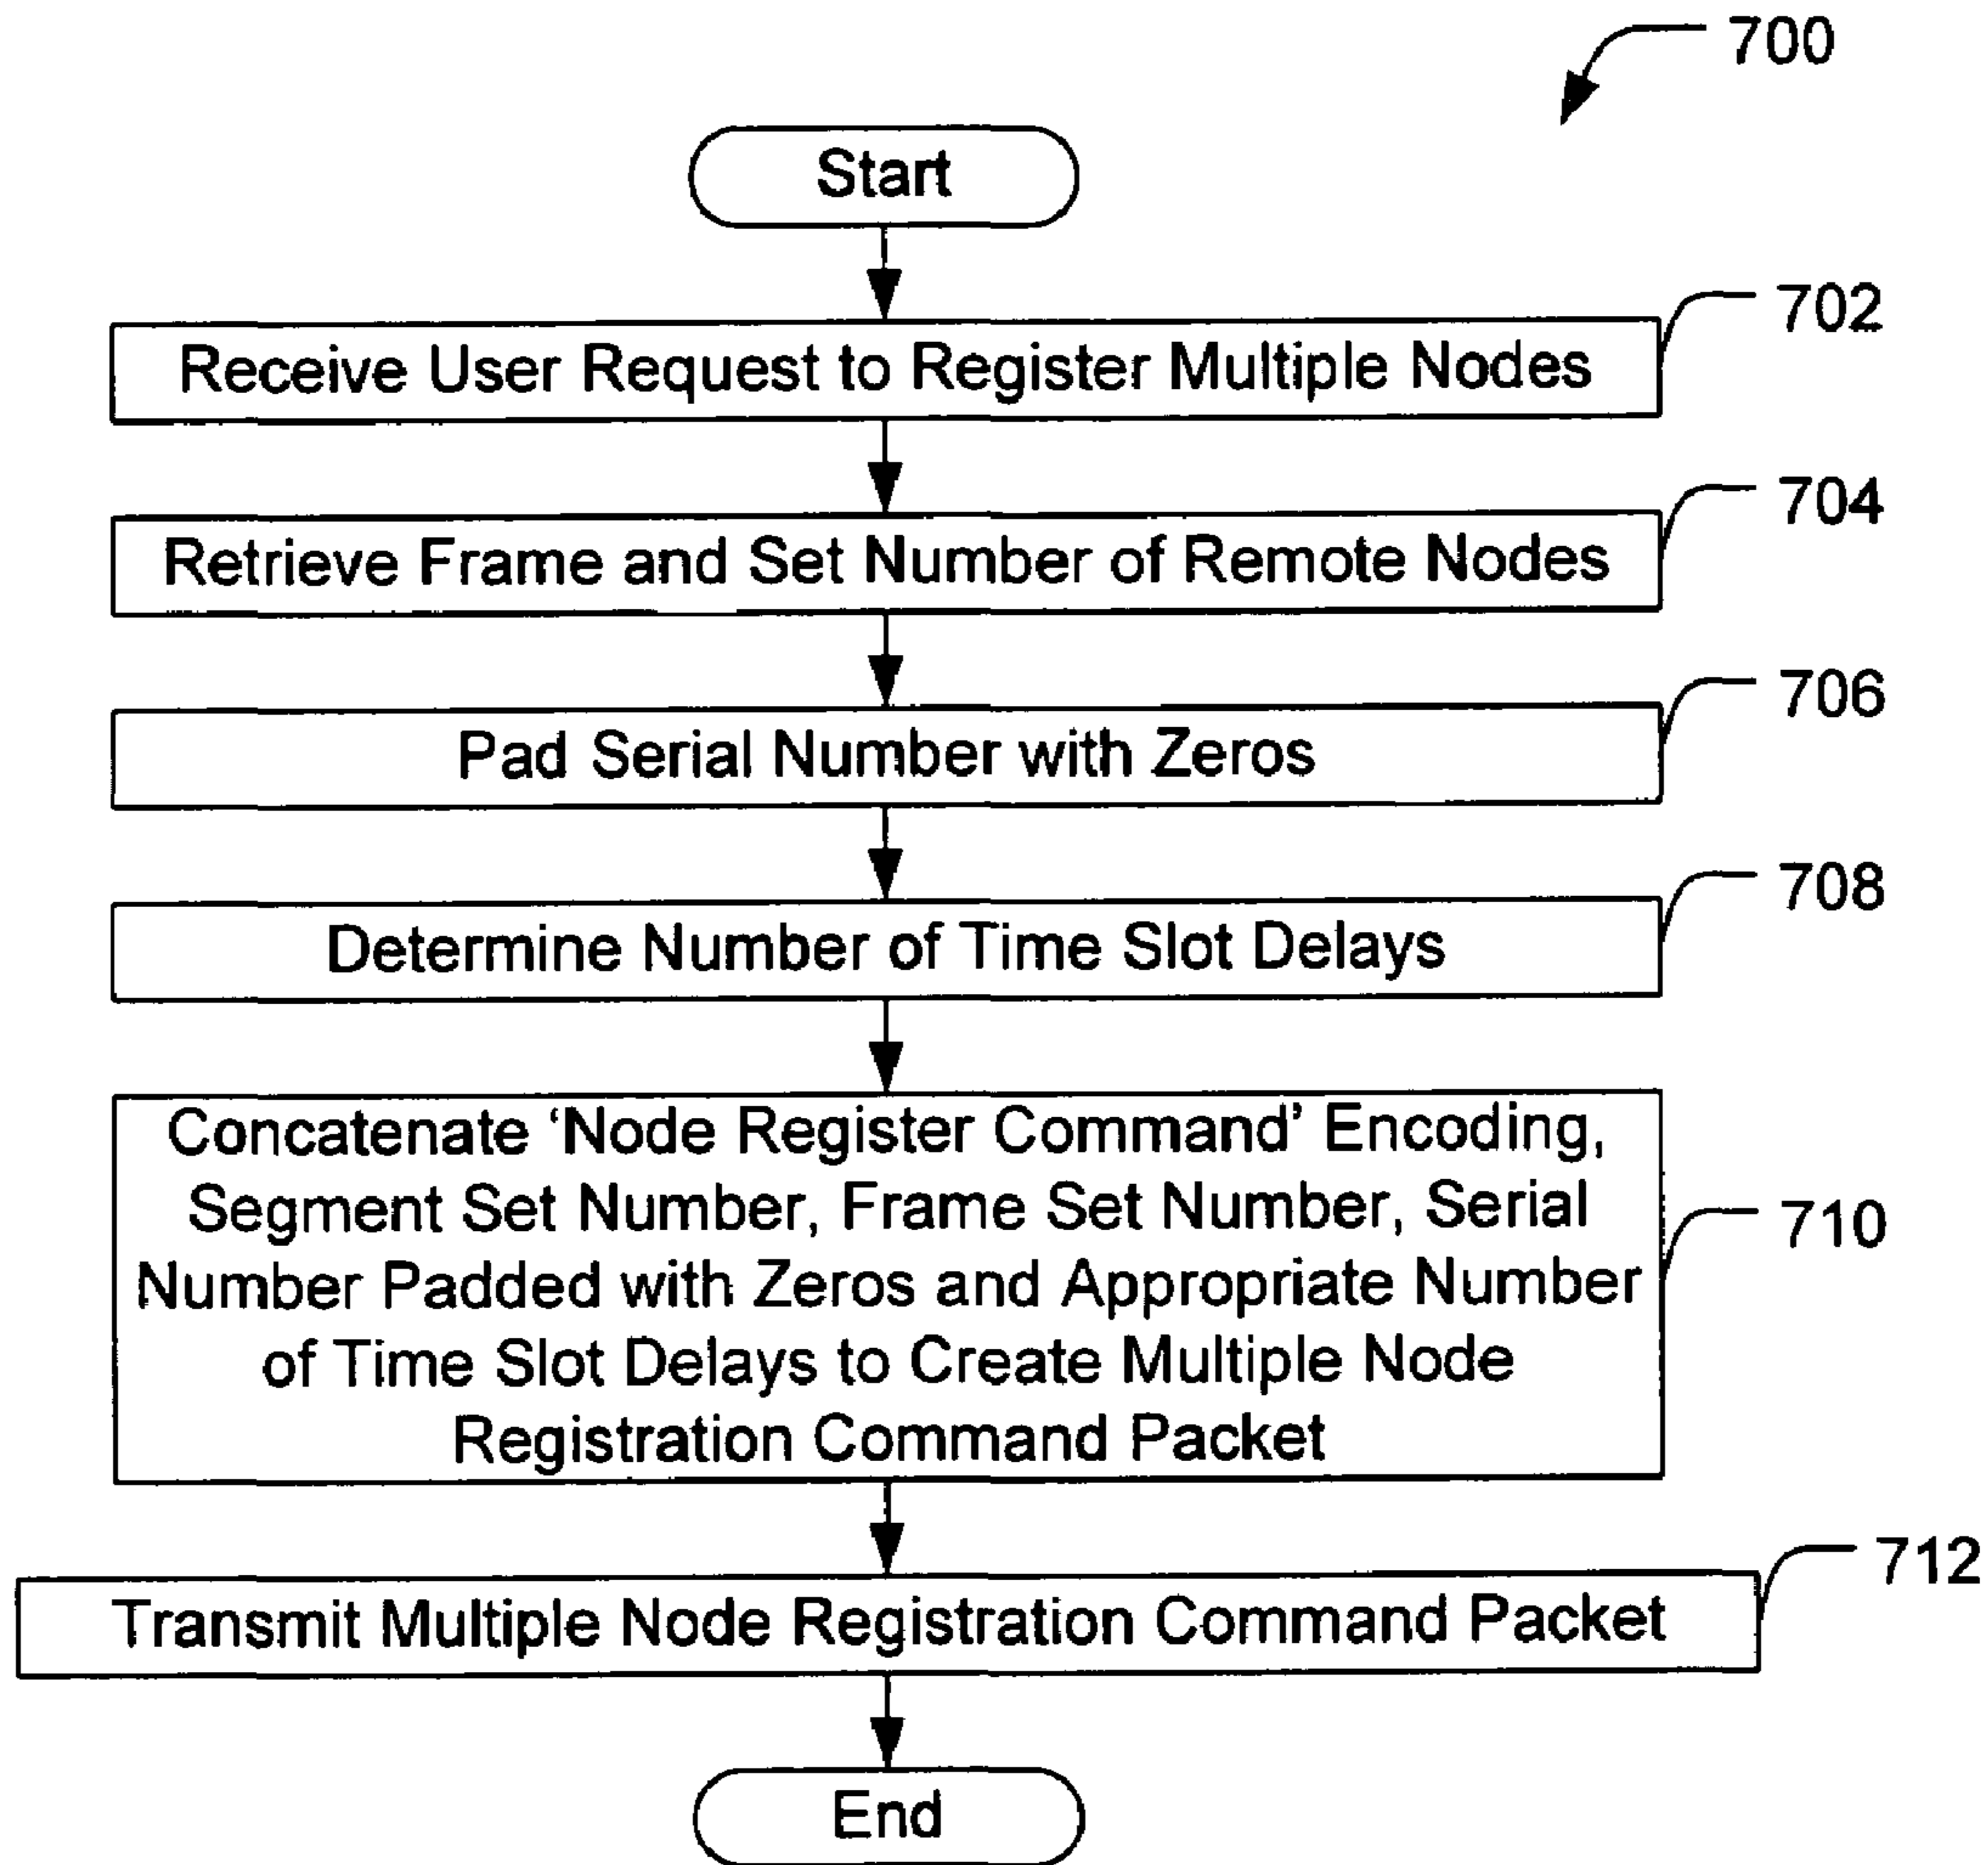 700
Start
702
Receive User Request to Register Multiple Nodes
704
Retrieve Frame and Set Number of Remote Nodes
706
Pad Serial Number with Zeros
708
Determine Number of Time Slot Delays
Concatenate ‘Node Register Command’ Encoding,
Segment Set Number, Frame Set Number, Serial
710
Number Padded with Zeros and Appropriate Number
of Time Slot Delays to Create Multiple Node
Registration Command Packet
712
Transmit Multiple Node Registration Command Packet
End